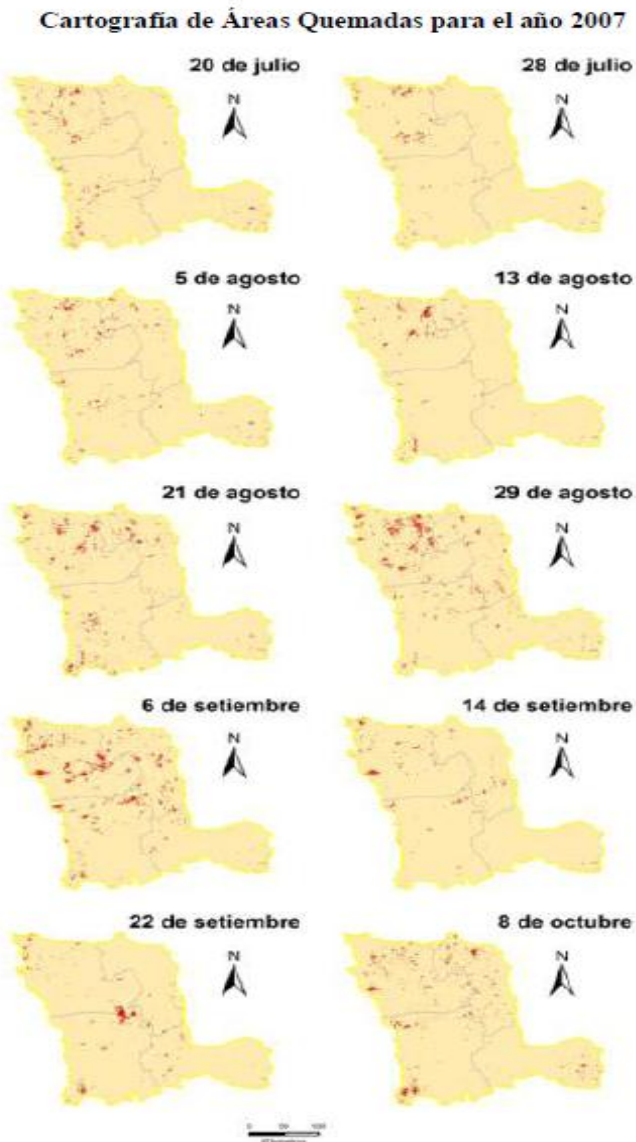 Cartografía de Áreas Quemadas para el año 2007
20 de julio
28 de julio
N
N
5 de agosto
13 de agosto
N
N
21 de agosto
29 de agosto
N
N
6 de setiembre
14 de setiembre
N
N
22 de setiembre
8 de octubre
N
N